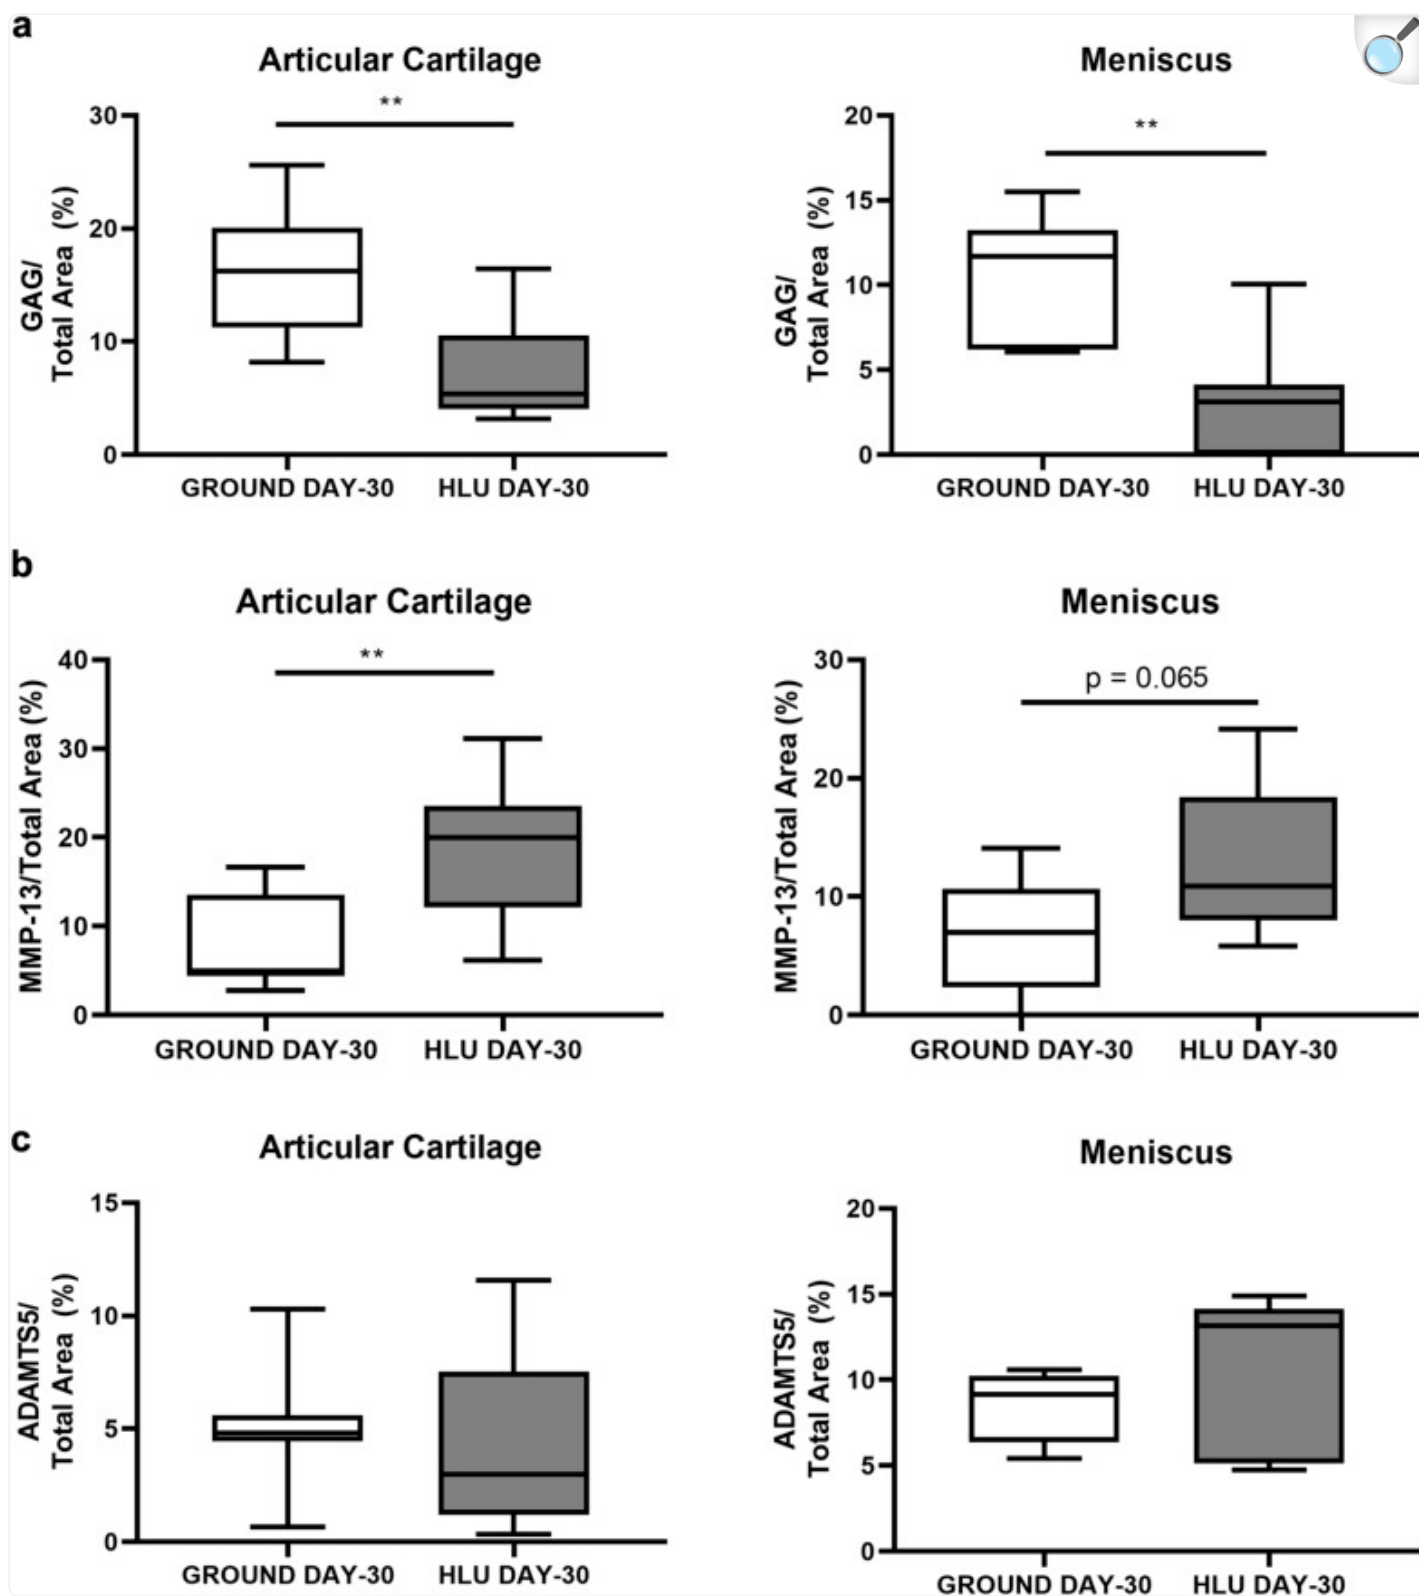 a
Articular Cartilage
**
30
20
10
0
GAG/
Total Area (%)
GROUND DAY-30
HLU DAY-30
Meniscus
**
20
15
10
5
0
GAG/
Total Area (%)
GROUND DAY-30
HLU DAY-30
b
Articular Cartilage
**
40
30
20
10
0
MMP-13/Total Area (%)
GROUND DAY-30
HLU DAY-30
Meniscus
p = 0.065
30
20
10
0
MMP-13/Total Area (%)
GROUND DAY-30
HLU DAY-30
c
Articular Cartilage
15
10
5
0
ADAMTS5/
Total Area (%)
GROUND DAY-30
HLU DAY-30
Meniscus
20
15
10
5
0
ADAMTS5/
Total Area (%)
GROUND DAY-30
HLU DAY-30